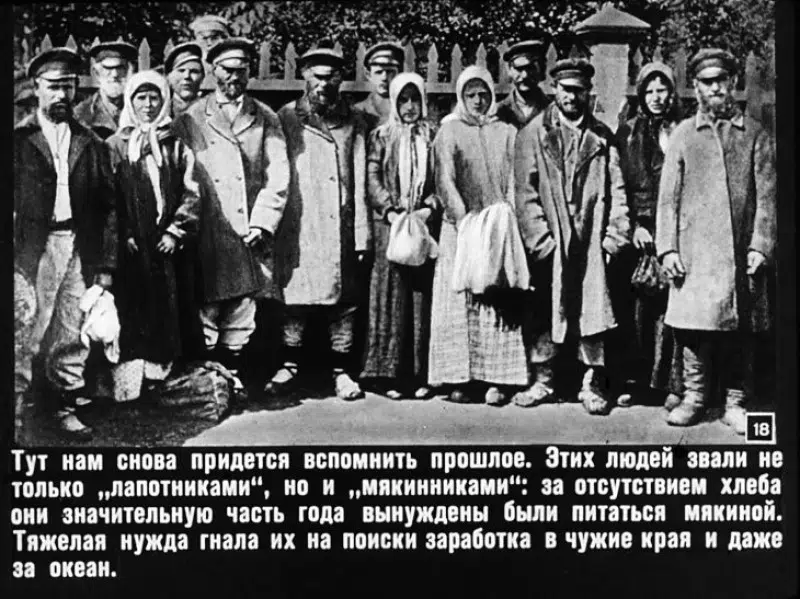 18
Тут нам снова придется вспомнить прошлое. Этих людей звали не
только „лапотниками“, но и „мякинниками“: за отсутствием хлеба
они значительную часть года вынуждены были питаться мякиной.
Тяжелая нужда гнала их на поиски заработка в чужие края и даже
за океан.